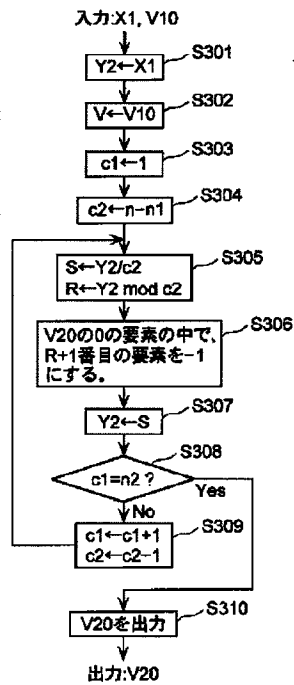 入力:X1, V10
S301
Y2←X1
S302
V←V10
S303
c1←1
S304
c2←n-n1
S305
S←Y2/c2
R←Y2 mod c2
S306
V20の0の要素の中で、
R+1番目の要素を-1
にする。
S307
Y2←S
S308
c1=n2 ?
Yes
No
S309
c1←c1+1
c2←c2-1
S310
V20を出力
出力:V20